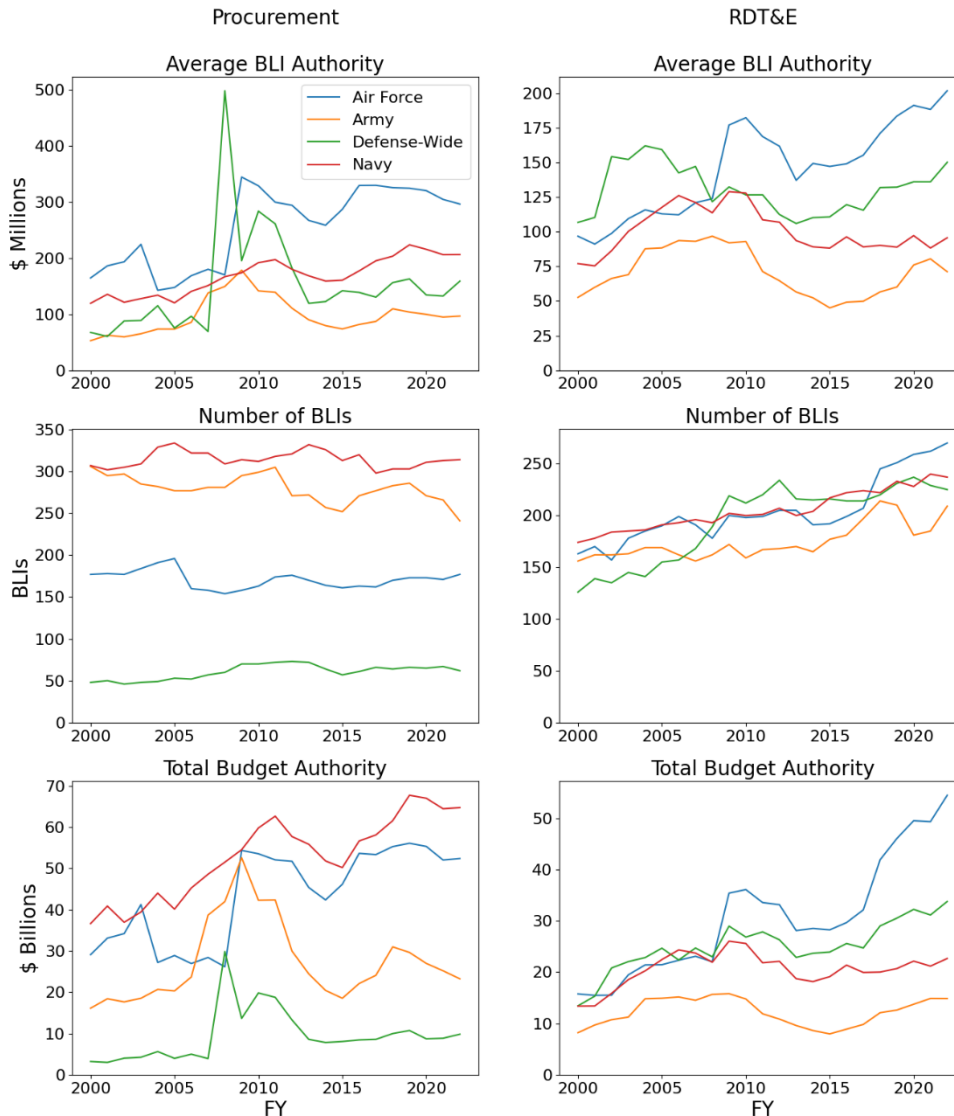 Procurement
RDT&E
Average BLI Authority
$ Millions
500
400
300
200
100
0
Air Force
Army
Defense-Wide
Navy
2000 2005 2010 2015 2020
Average BLI Authority
200
175
150
125
100
75
50
25
0
2000 2005 2010 2015 2020
Number of BLIs
BLIs
350
300
250
200
150
100
50
0
2000 2005 2010 2015 2020
Number of BLIs
250
200
150
100
50
0
2000 2005 2010 2015 2020
Total Budget Authority
$ Billions
70
60
50
40
30
20
10
0
2000 2005 2010 2015 2020
FY
Total Budget Authority
50
40
30
20
10
0
2000 2005 2010 2015 2020
FY